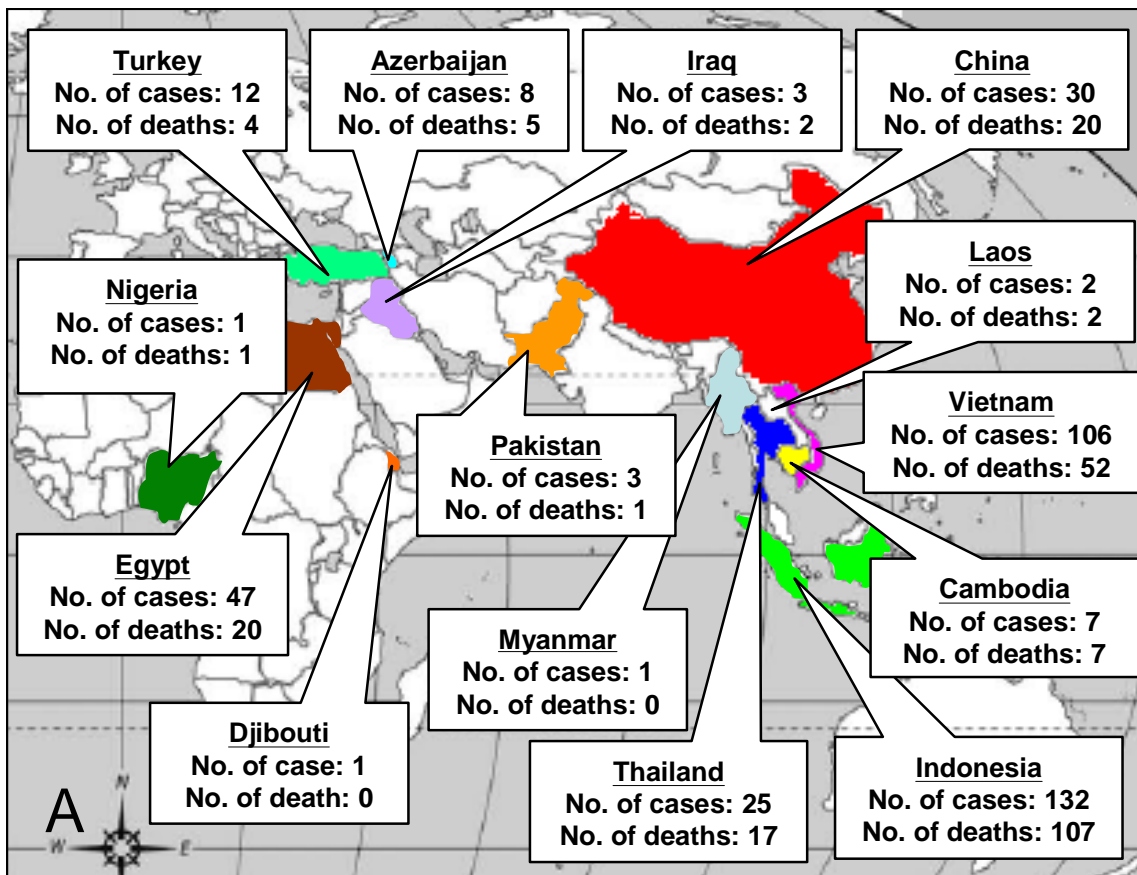 Turkey
No. of cases: 12
No. of deaths: 4
Azerbaijan
No. of cases: 8
No. of deaths: 5
Iraq
No. of cases: 3
No. of deaths: 2
China
No. of cases: 30
No. of deaths: 20
Nigeria
No. of cases: 1
No. of deaths: 1
Laos
No. of cases: 2
No. of deaths: 2
Pakistan
No. of cases: 3
No. of deaths: 1
Vietnam
No. of cases: 106
No. of deaths: 52
Egypt
No. of cases: 47
No. of deaths: 20
Myanmar
No. of cases: 1
No. of deaths: 0
Cambodia
No. of cases: 7
No. of deaths: 7
Djibouti
No. of case: 1
No. of death: 0
Thailand
No. of cases: 25
No. of deaths: 17
Indonesia
No. of cases: 132
No. of deaths: 107
A
N
W
E